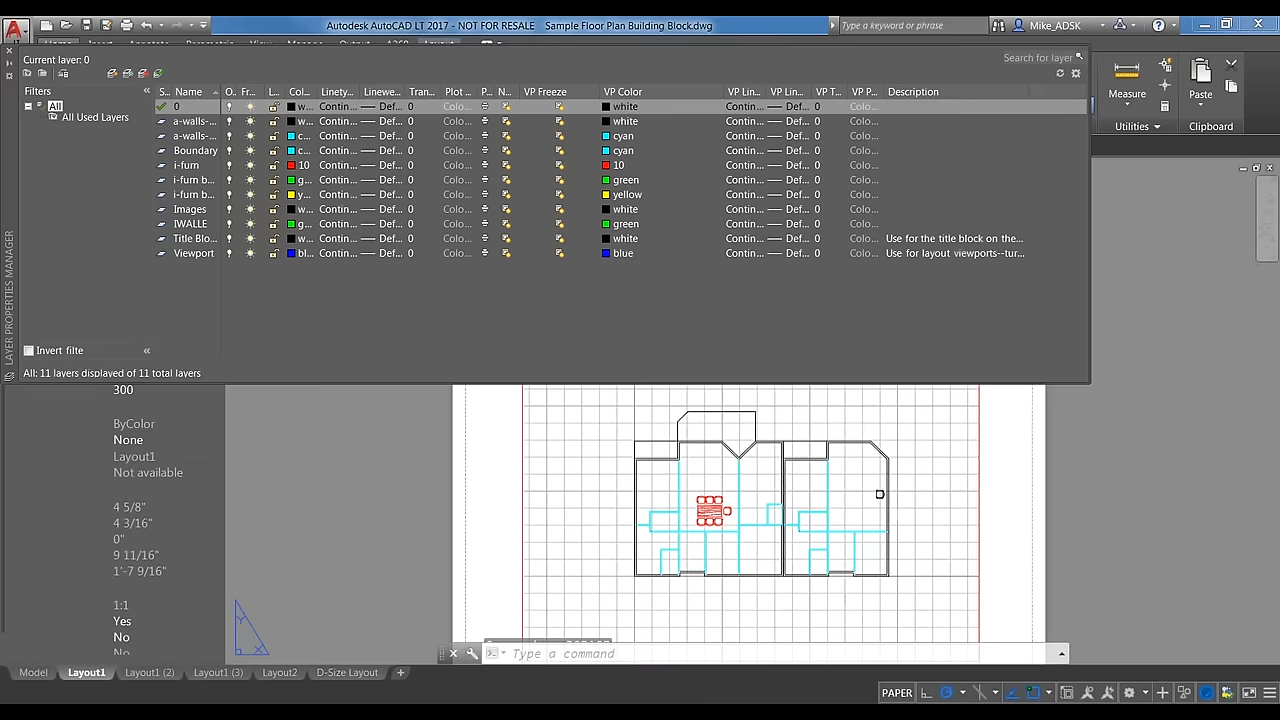 Autodesk AutoCAD LT 2017 - NOT FOR RESALE Sample Floor Plan Building Block.dwg
Type a keyword or phrase
Mike_ADSK
Current layer: 0
Search for layer
Filters
S.. Name O. Fr... L.. Col... Linety... Linewe... Tran... Plot ... P... N... VP Freeze VP Color VP Lin... VP Lin... VP T... VP P... Description
All
All Used Layers
0 w... Contin... Def... 0 Colo... white Contin... Def... 0 Colo...
a-walls-... w... Contin... Def... 0 Colo... white Contin... Def... 0 Colo...
a-walls-... c... Contin... Def... 0 Colo... cyan Contin... Def... 0 Colo...
Boundary c... Contin... Def... 0 Colo... cyan Contin... Def... 0 Colo...
i-furn 10 Contin... Def... 0 Colo... 10 Contin... Def... 0 Colo...
i-furn b... g... Contin... Def... 0 Colo... green Contin... Def... 0 Colo...
i-furn b... y... Contin... Def... 0 Colo... yellow Contin... Def... 0 Colo...
Images w... Contin... Def... 0 Colo... white Contin... Def... 0 Colo...
IWALLE g... Contin... Def... 0 Colo... green Contin... Def... 0 Colo...
Title Blo... w... Contin... Def... 0 Colo... white Contin... Def... 0 Colo... Use for the title block on the...
Viewport bl... Contin... Def... 0 Colo... blue Contin... Def... 0 Colo... Use for layout viewports--tur...
Invert filte
All: 11 layers displayed of 11 total layers
LAYER PROPERTIES MANAGER
Measure
Paste
Utilities
Clipboard
300
ByColor
None
Layout1
Not available
4 5/8"
4 3/16"
0"
9 11/16"
1'-7 9/16"
1:1
Yes
No
No
Y
X
Type a command
Model Layout1 Layout1 (2) Layout1 (3) Layout2 D-Size Layout +
PAPER